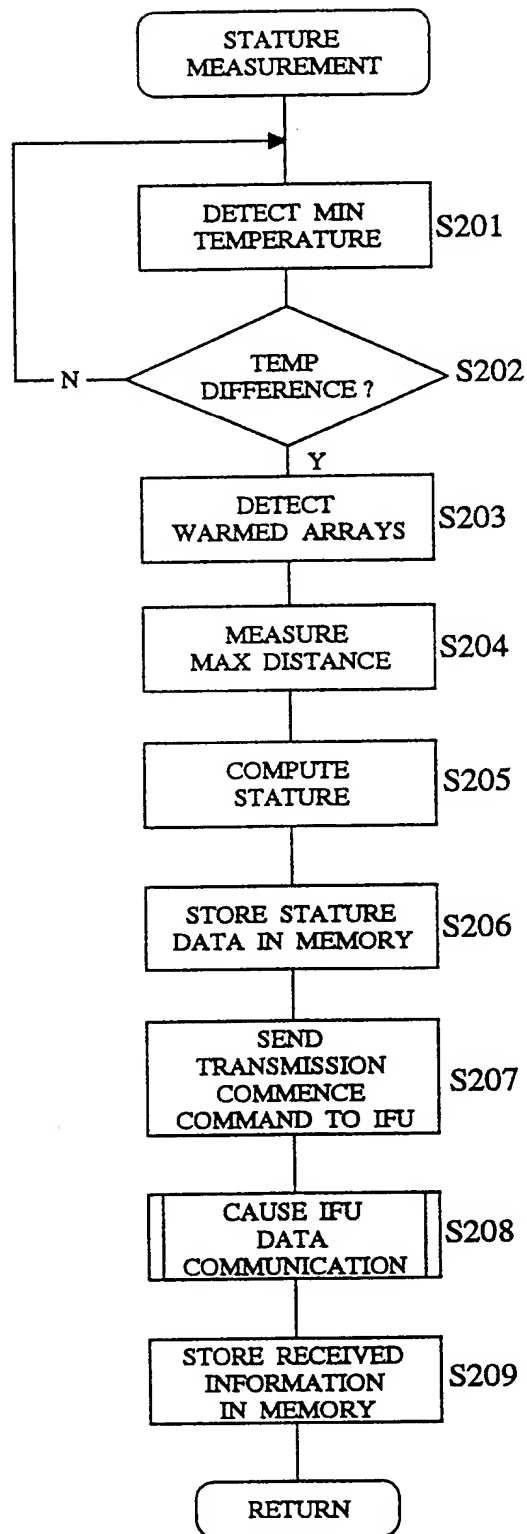 STATURE
MEASUREMENT
DETECT MIN
TEMPERATURE
S201
TEMP
DIFFERENCE ?
S202
N
Y
DETECT
WARMED ARRAYS
S203
MEASURE
MAX DISTANCE
S204
COMPUTE
STATURE
S205
STORE STATURE
DATA IN MEMORY
S206
SEND
TRANSMISSION
COMMENCE
COMMAND TO IFU
S207
CAUSE IFU
DATA
COMMUNICATION
S208
STORE RECEIVED
INFORMATION
IN MEMORY
S209
RETURN